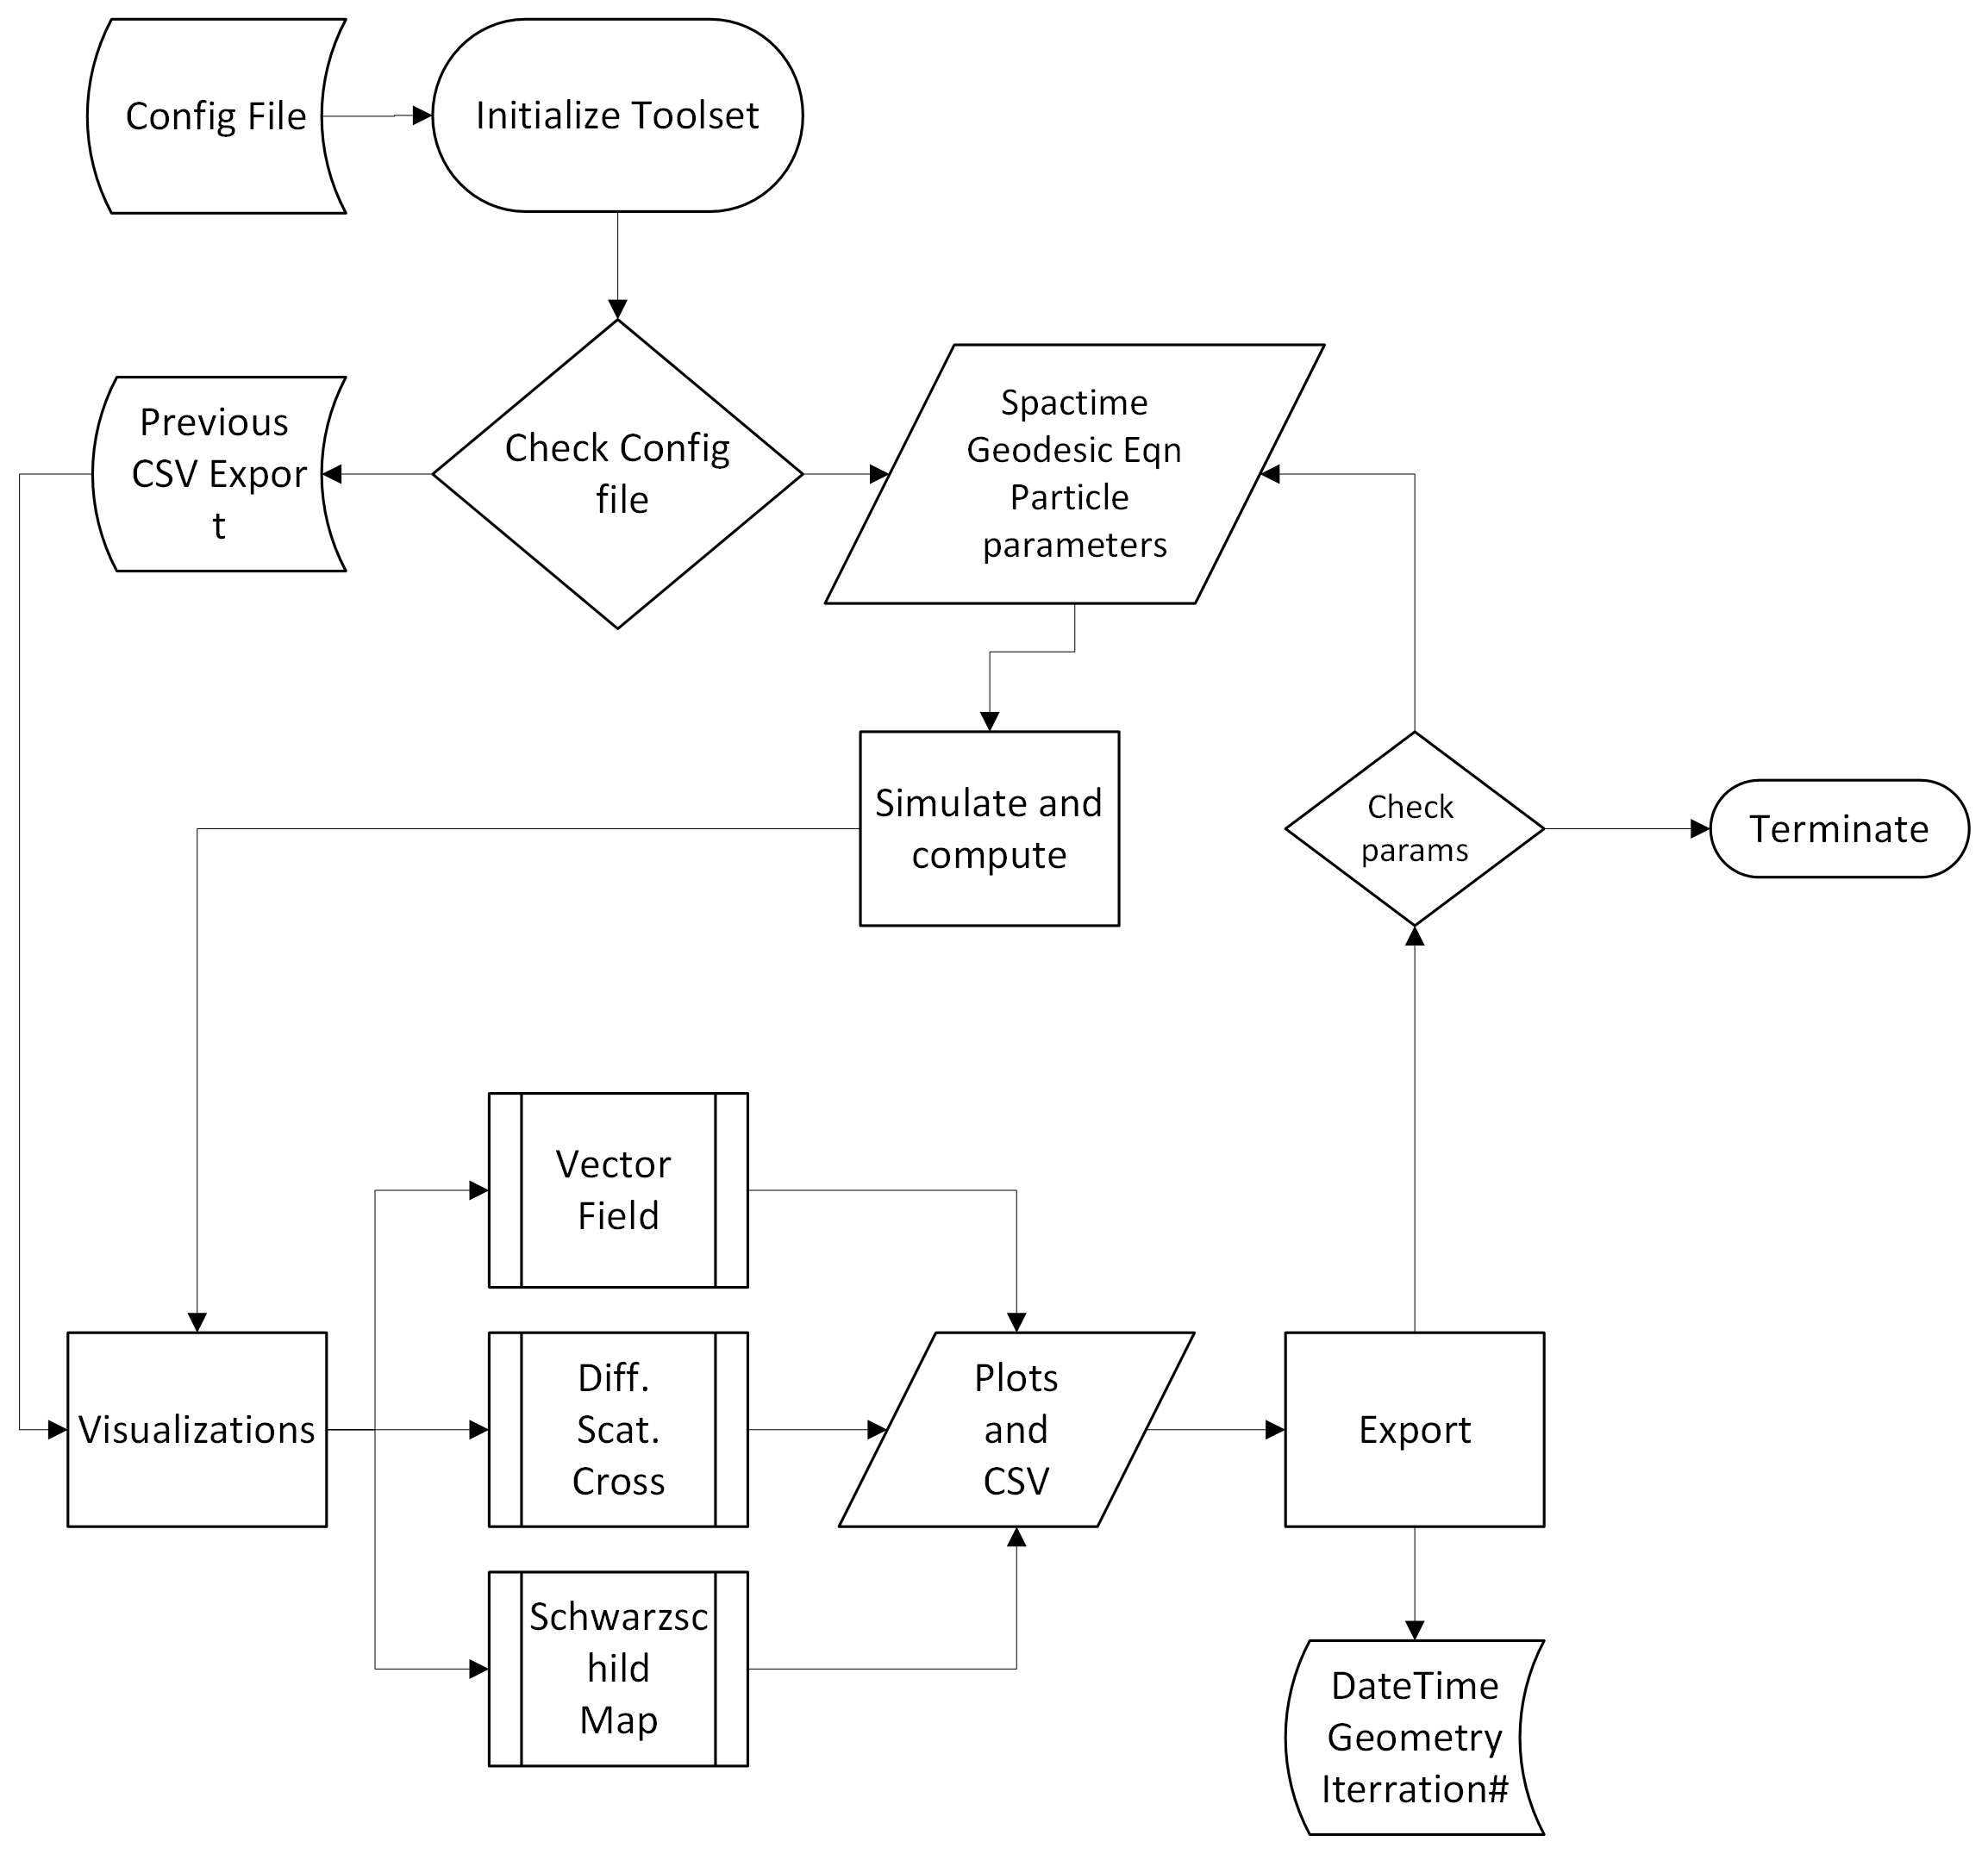 Config File
Initialize Toolset
Previous
CSV Expor
t
Check Config
file
Spactime
Geodesic Eqn
Particle
parameters
Simulate and
compute
Check
params
Terminate
Vector
Field
Visualizations
Diff.
Scat.
Cross
Plots
and
CSV
Export
Schwarzsc
hild
Map
DateTime
Geometry
Iterration#